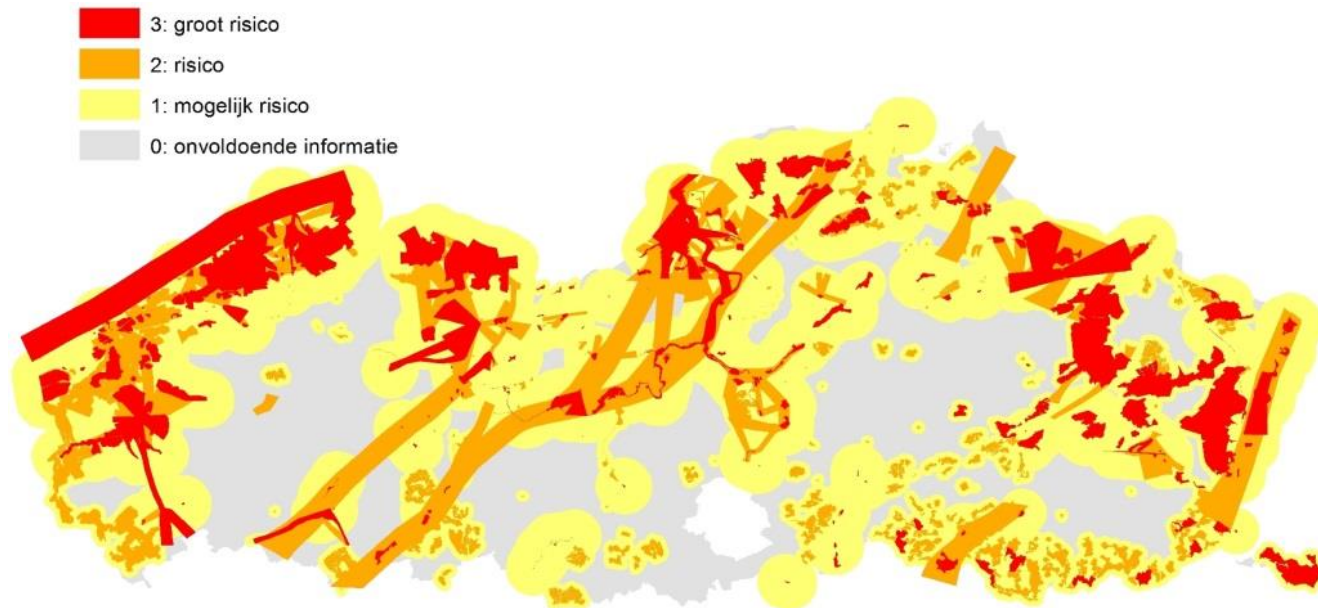 3: groot risico
2: risico
1: mogelijk risico
0: onvoldoende informatie